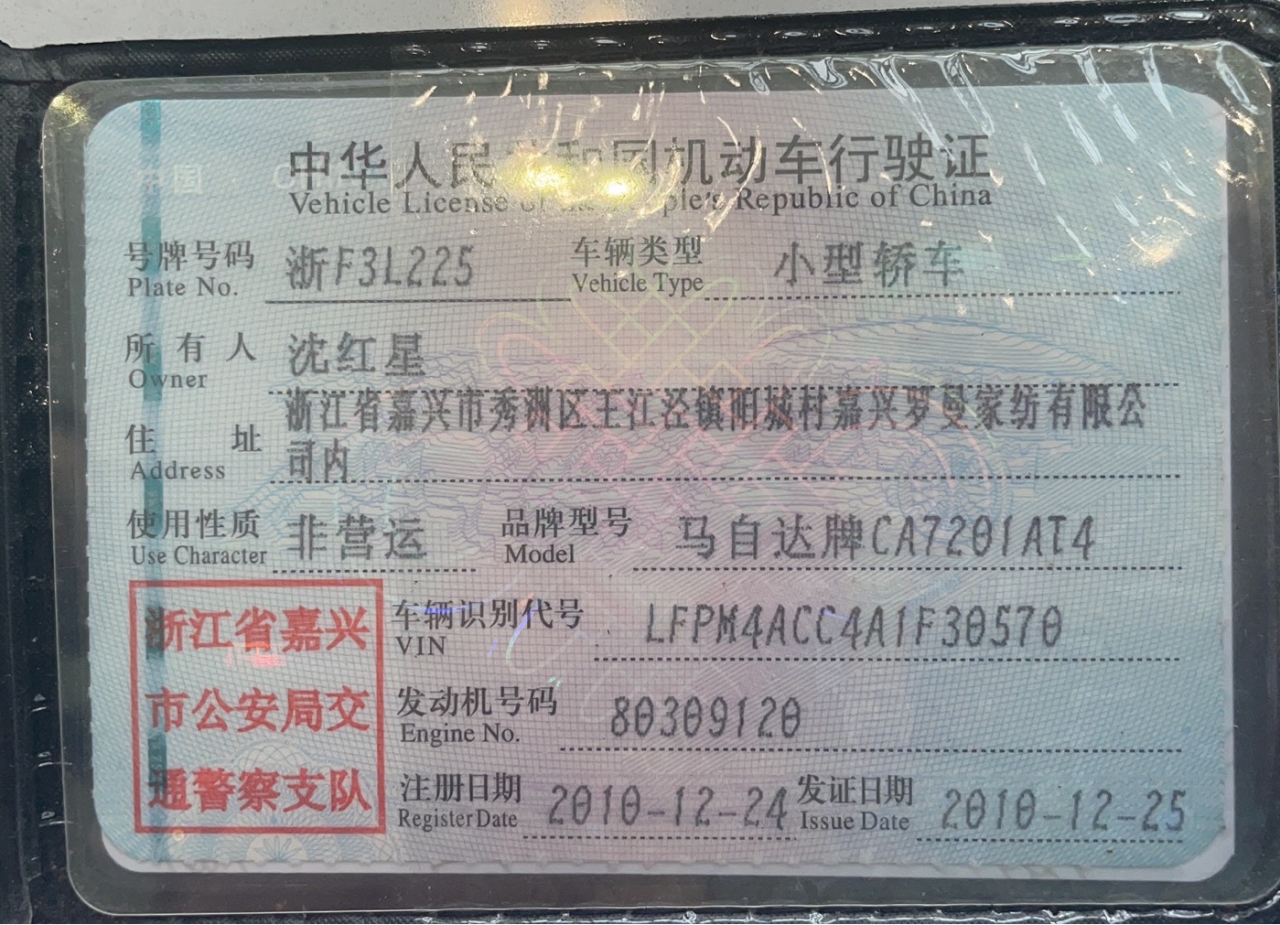 中华人民共和国机动车行驶证
Vehicle License of the People's Republic of China
号牌号码 浙F3L225 车辆类型 小型轿车
Plate No. Vehicle Type
所有人 沈红星
Owner
浙江省嘉兴市秀洲区王江泾镇阳城村嘉兴罗曼家纺有限公
住址 司内
Address
使用性质 非营运 品牌型号 马自达牌CA7201AT4
Use Character Model
浙江省嘉兴
市公安局交
通警察支队
车辆识别代号 LFPM4ACC4A1F30570
VIN
发动机号码 80309120
Engine No.
注册日期 2010-12-24 发证日期 2010-12-25
Register Date Issue Date